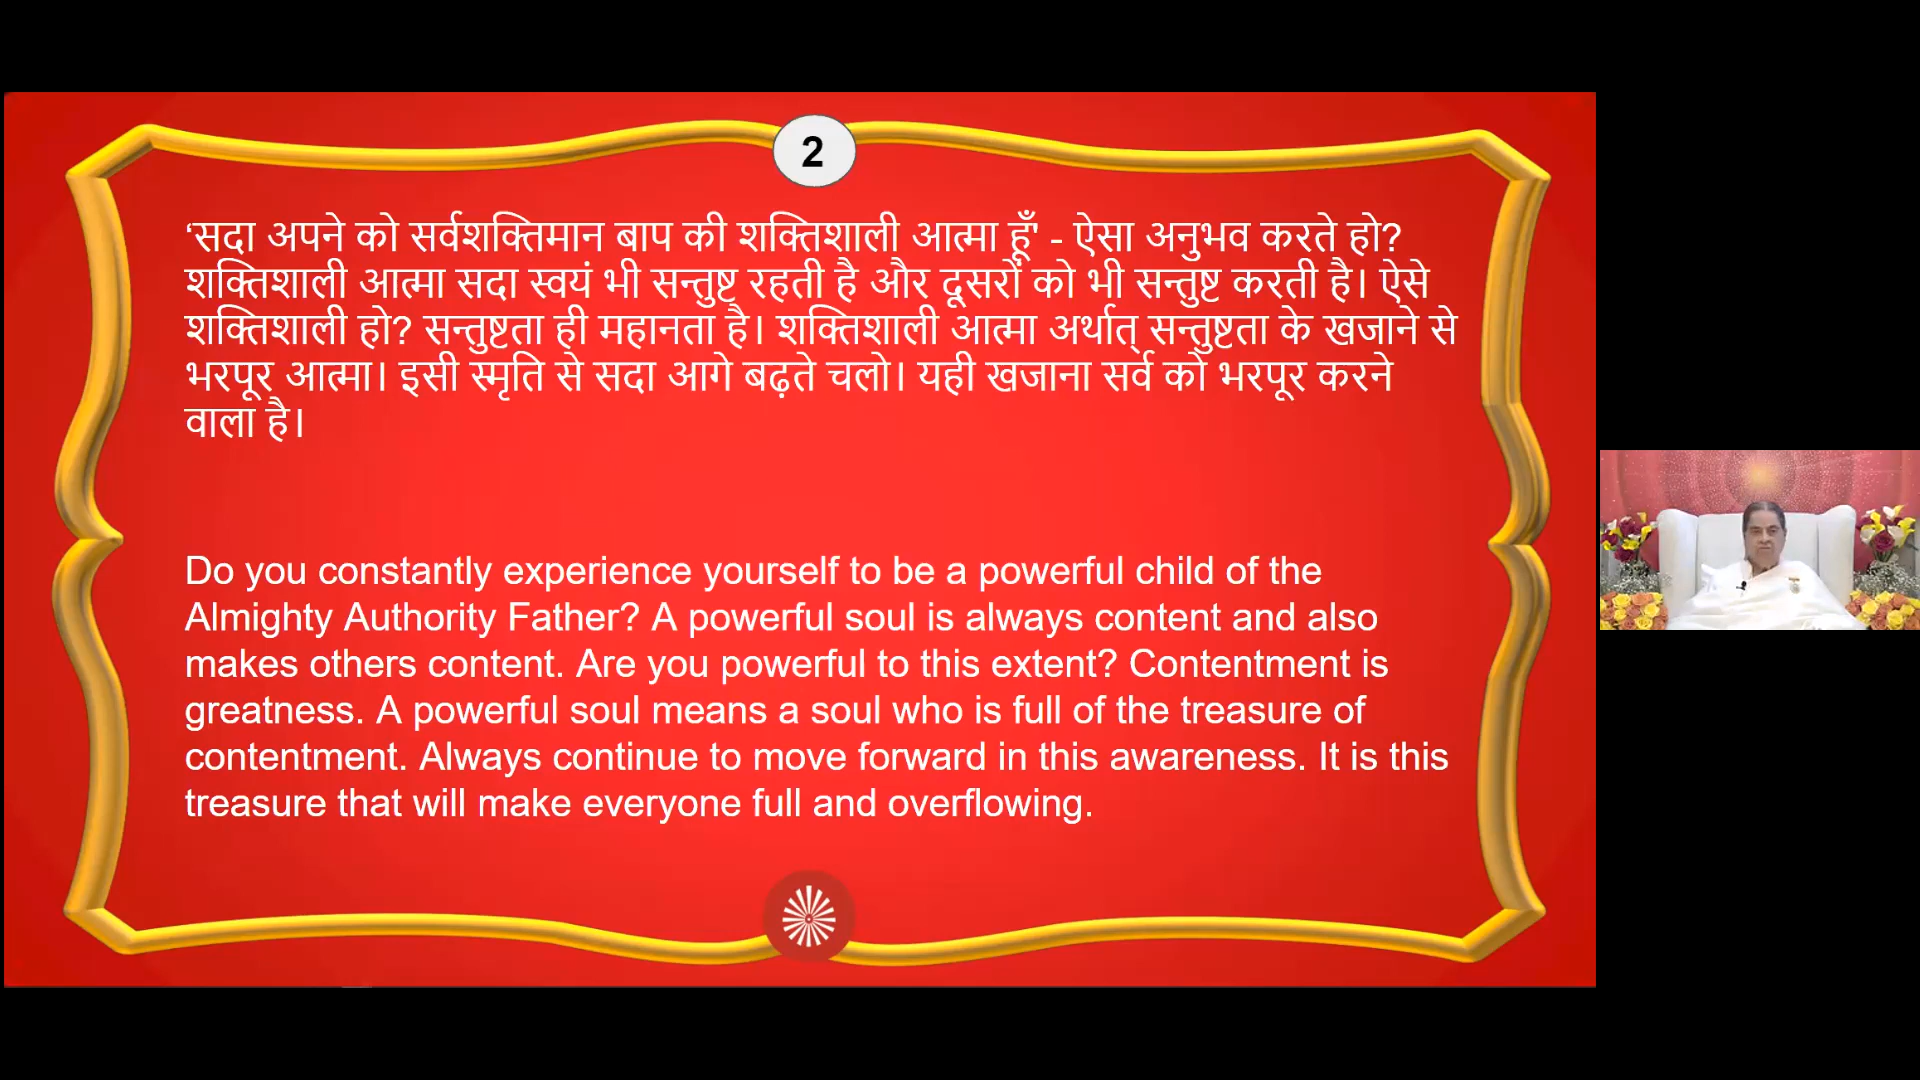 2
‘सदा अपने को सर्वशक्तिमान बाप की शक्तिशाली आत्मा हूँ' - ऐसा अनुभव करते हो?
शक्तिशाली आत्मा सदा स्वयं भी सन्तुष्ट रहती है और दूसरों को भी सन्तुष्ट करती है। ऐसे
शक्तिशाली हो? सन्तुष्टता ही महानता है। शक्तिशाली आत्मा अर्थात् सन्तुष्टता के खजाने से
भरपूर आत्मा। इसी स्मृति से सदा आगे बढ़ते चलो। यही खजाना सर्व को भरपूर करने
वाला है।
Do you constantly experience yourself to be a powerful child of the
Almighty Authority Father? A powerful soul is always content and also
makes others content. Are you powerful to this extent? Contentment is
greatness. A powerful soul means a soul who is full of the treasure of
contentment. Always continue to move forward in this awareness. It is this
treasure that will make everyone full and overflowing.